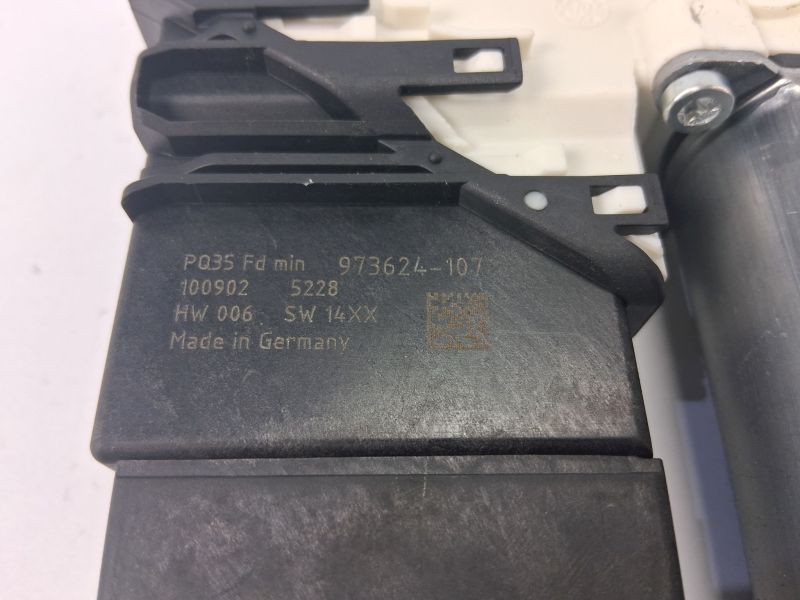 PQ35 Fd min 973624-107
100902 5228
HW 006 SW 14XX
Made in Germany